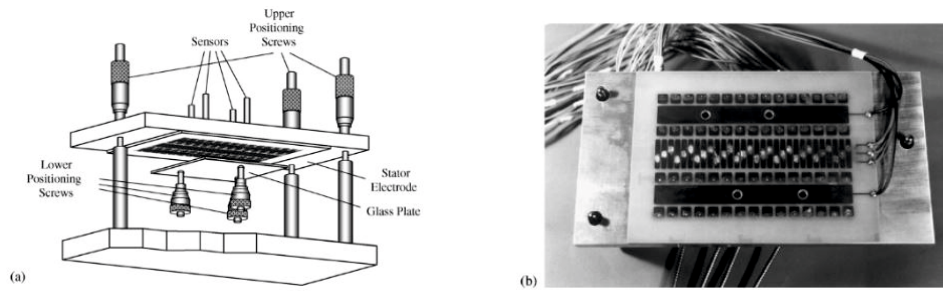 Upper
Positioning
Screws
Sensors
Lower
Positioning
Screws
Stator
Electrode
Glass Plate
(a)
(b)